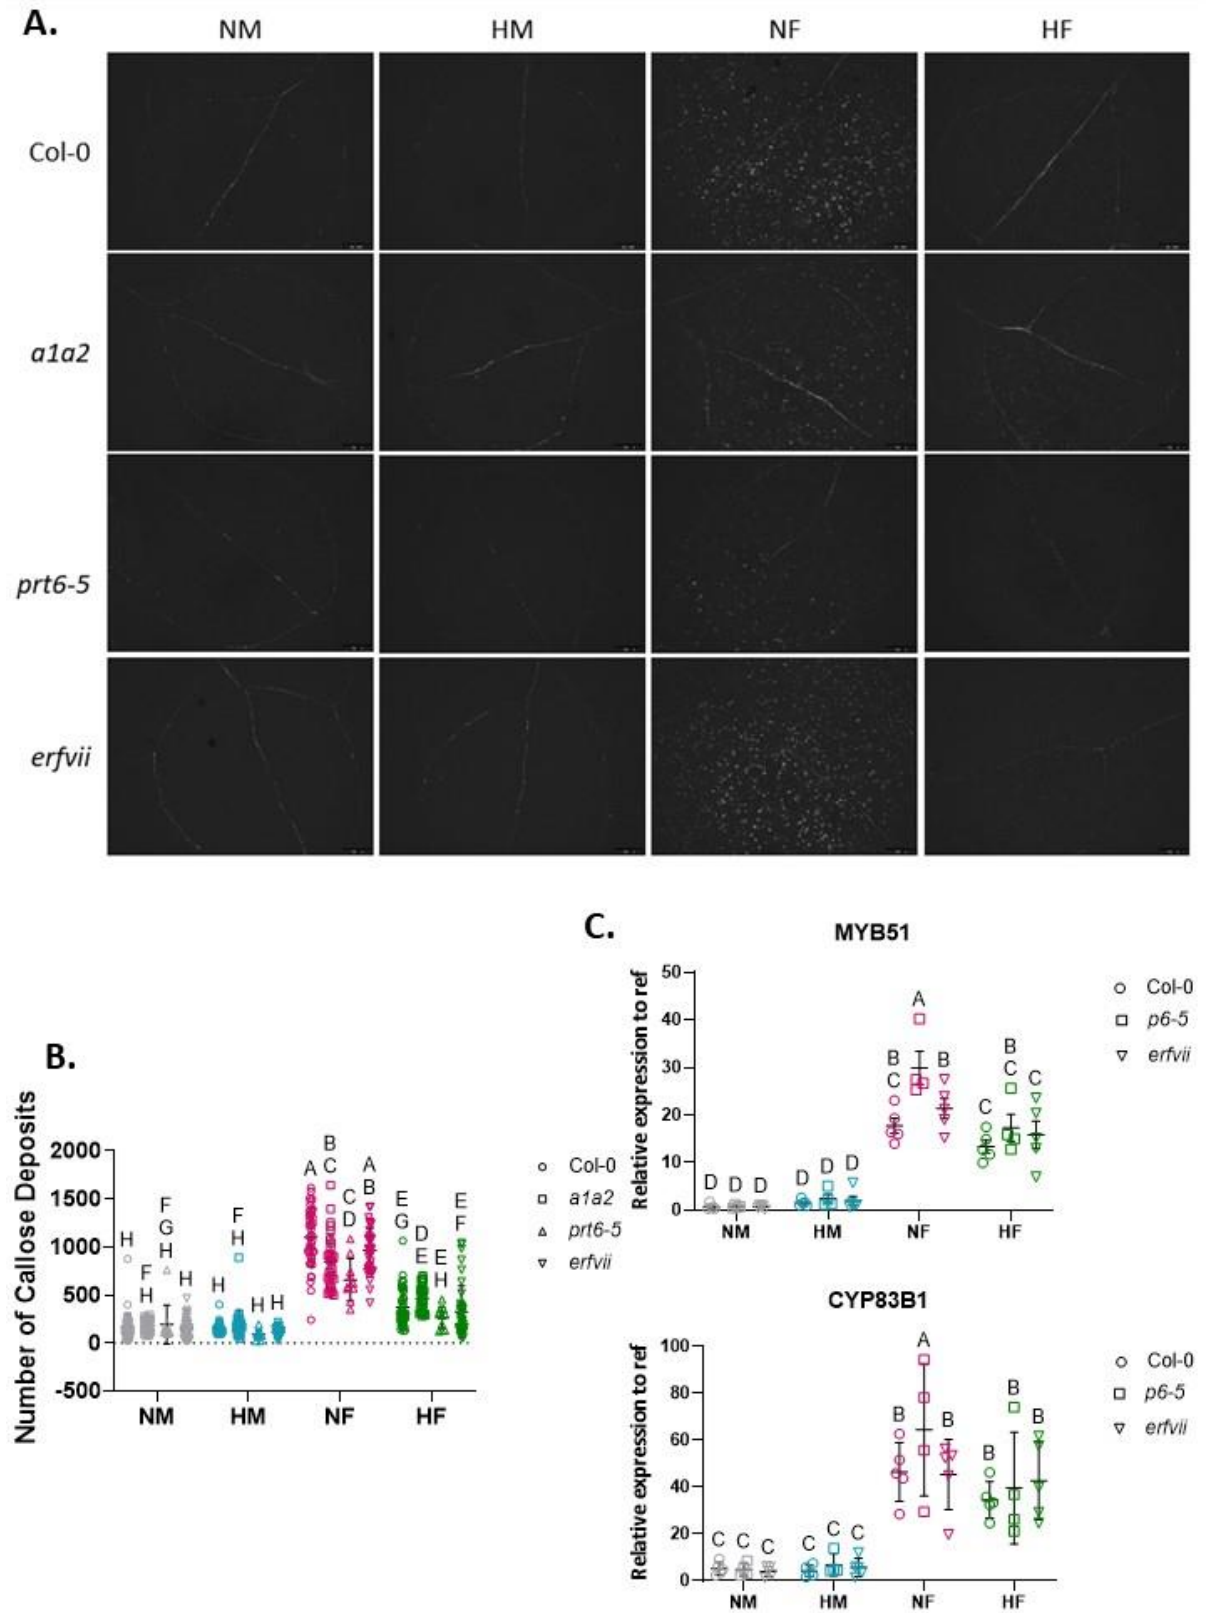 A.
NM HM NF HF
Col-0
a1a2
prt6-5
erfvii
B.
Number of Callose Deposits
2000
1500
1000
500
0
-500
H
F
H
F
G
H
H
H
F
H
H
H
A
B
C
C
D
A
B
E
G
D
E
E
H
E
F
NM HM NF HF
Col-0
a1a2
prt6-5
erfvii
C.
MYB51
Relative expression to ref
50
40
30
20
10
0
D D D
D D D
B
C
A
B
C
B
C
C
NM HM NF HF
Col-0
p6-5
erfvii
CYP83B1
Relative expression to ref
100
80
60
40
20
0
C C C
C C C
B A B
B B B
NM HM NF HF
Col-0
p6-5
erfvii